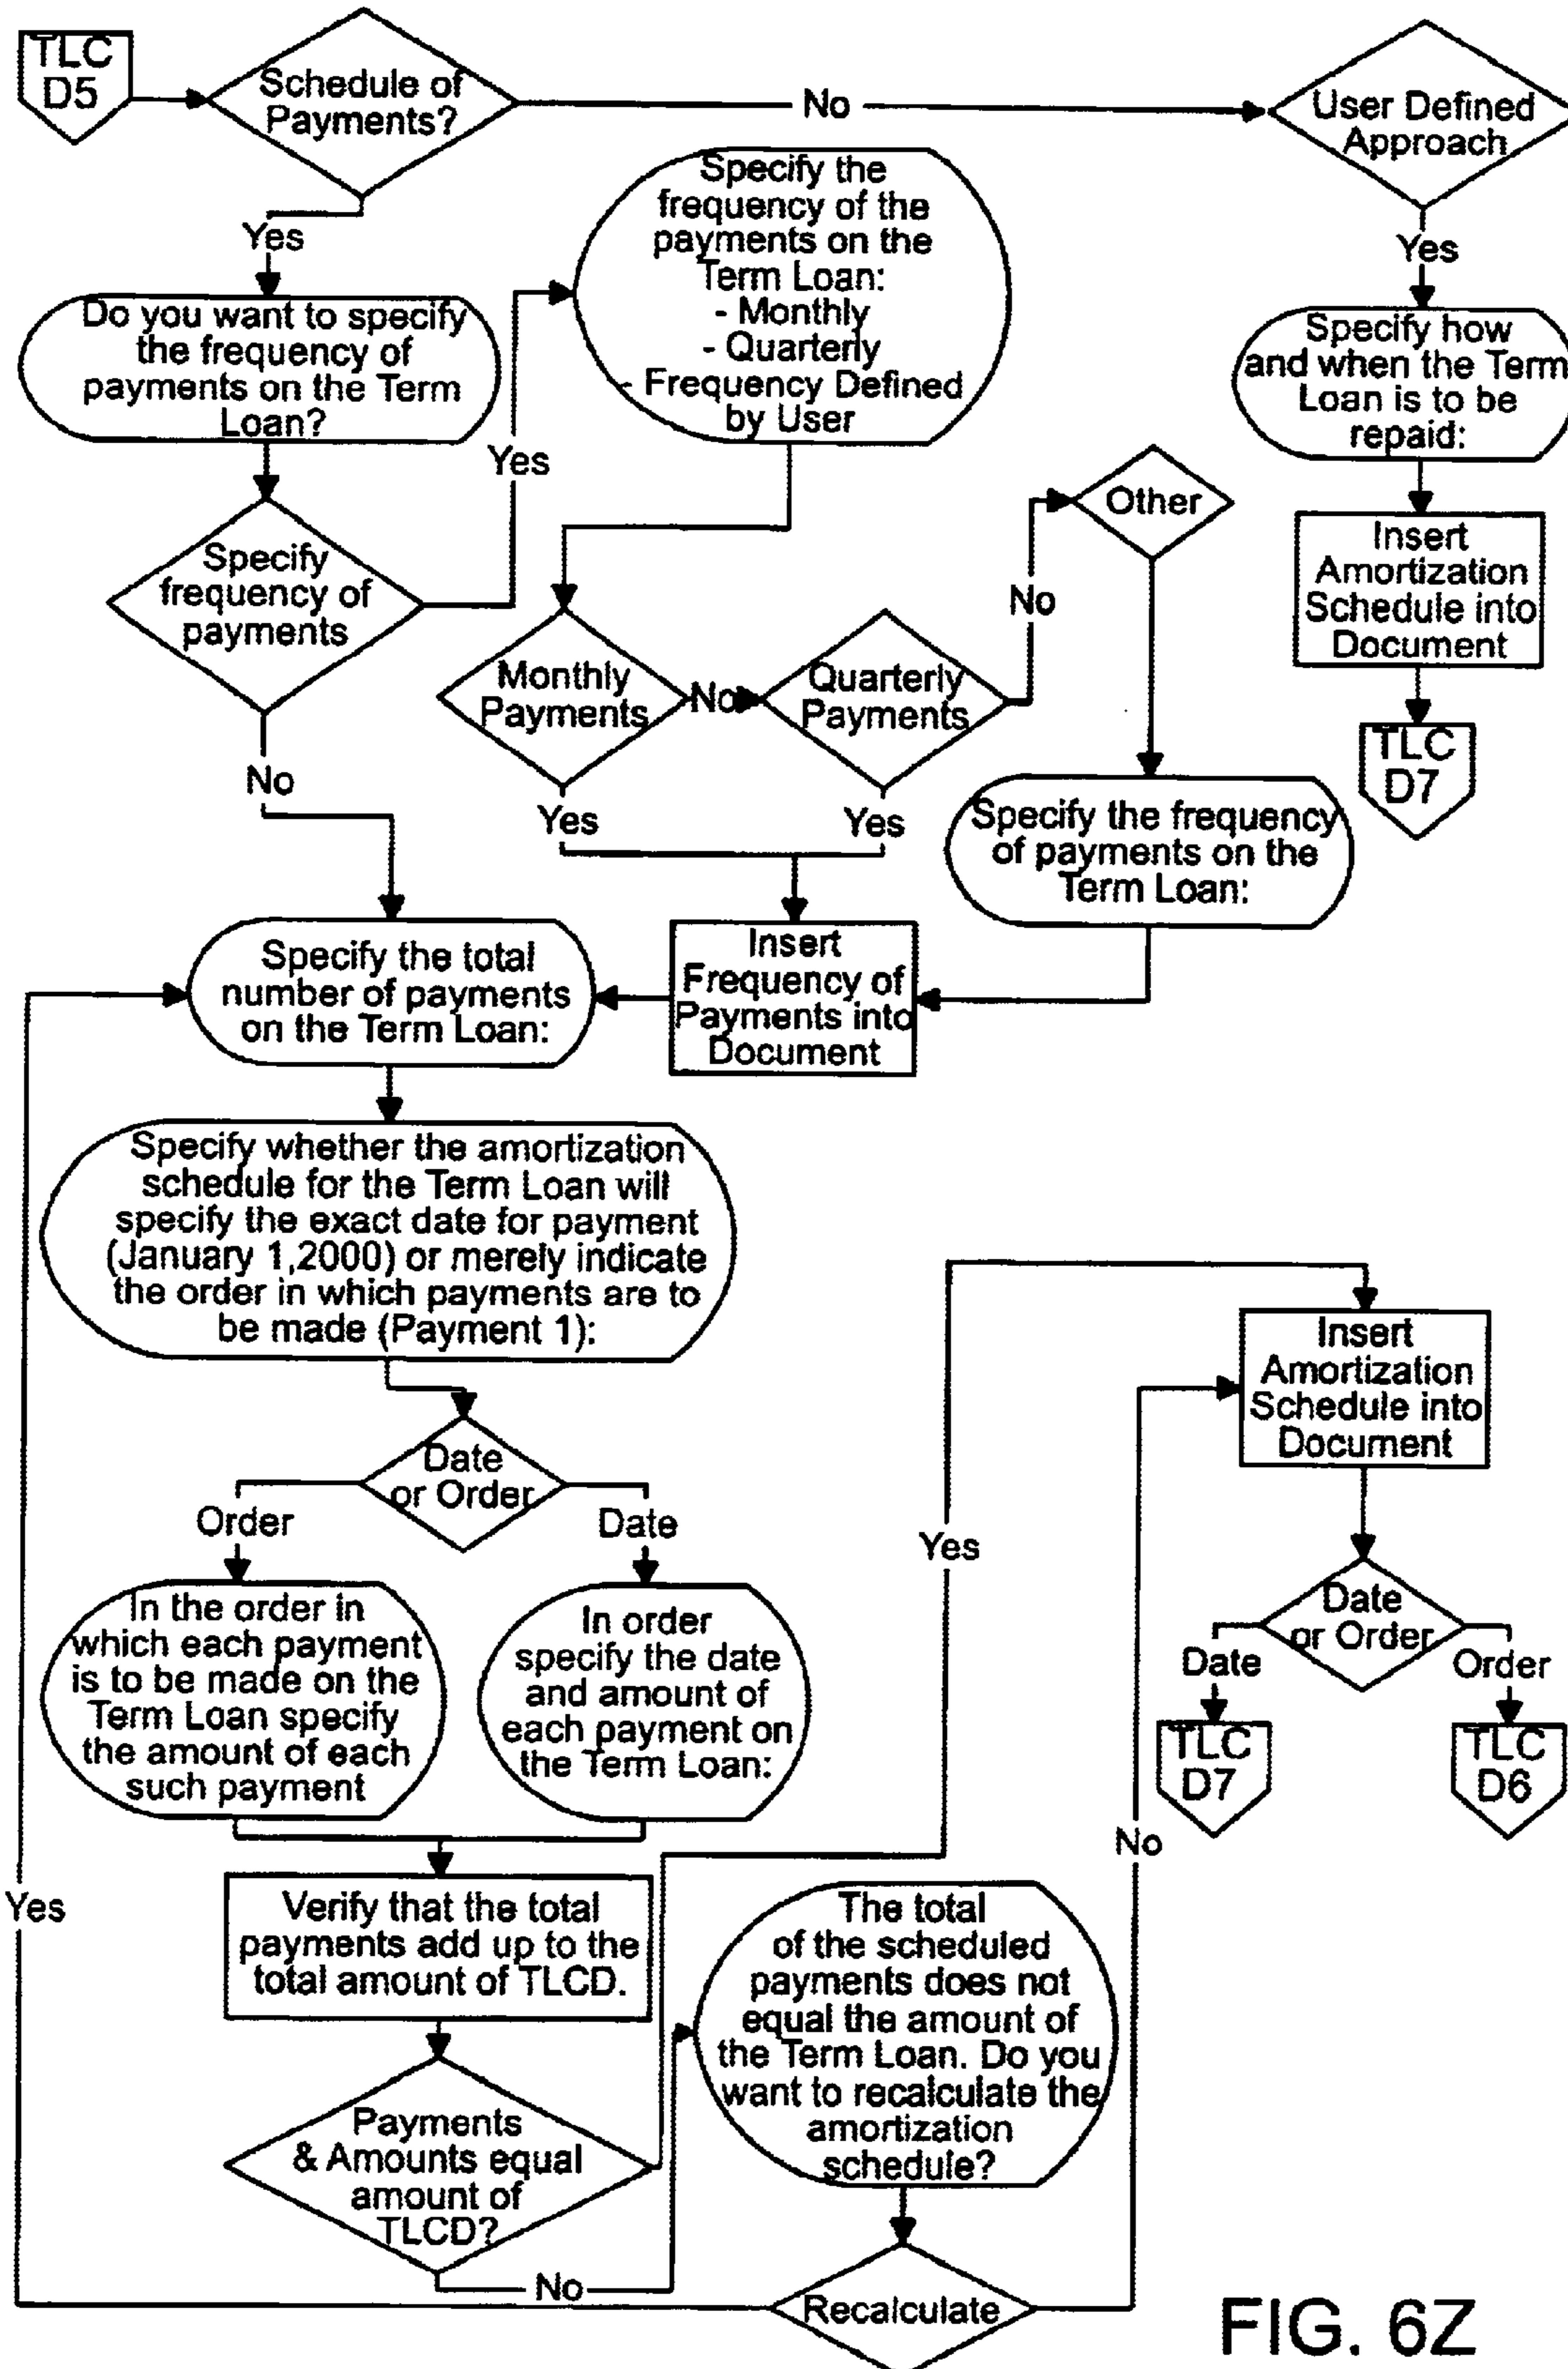 TLC
D5
Schedule of
Payments?
No
User Defined
Approach
Yes
Do you want to specify
the frequency of
payments on the Term
Loan?
Specify the
frequency of the
payments on the
Term Loan:
- Monthly
- Quarterly
- Frequency Defined
by User
Yes
Specify how
and when the Term
Loan is to be
repaid:
Yes
Specify
frequency of
payments
Other
Insert
Amortization
Schedule into
Document
No
Monthly
Payments
No
Quarterly
Payments
TLC
D7
No
Yes
Yes
Specify the frequency
of payments on the
Term Loan:
Specify the total
number of payments
on the Term Loan:
Insert
Frequency of
Payments into
Document
Specify whether the amortization
schedule for the Term Loan will
specify the exact date for payment
(January 1,2000) or merely indicate
the order in which payments are to
be made (Payment 1):
Insert
Amortization
Schedule into
Document
Date
or Order
Order
Date
Yes
In the order in
which each payment
is to be made on the
Term Loan specify
the amount of each
such payment
In order
specify the date
and amount of
each payment on
the Term Loan:
Date
or Order
Date
Order
TLC
D7
TLC
D6
No
Yes
Verify that the total
payments add up to the
total amount of TLCD.
The total
of the scheduled
payments does not
equal the amount of
the Term Loan. Do you
want to recalculate the
amortization
schedule?
Payments
& Amounts equal
amount of
TLCD?
No
Recalculate
FIG. 6Z